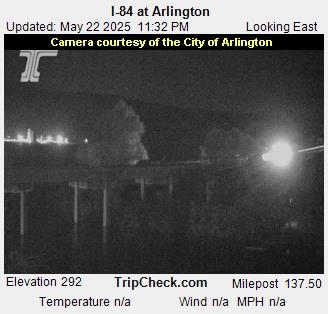 I-84 at Arlington
Updated: May 22 2025 11:32 PM Looking East
Camera courtesy of the City of Arlington
Elevation 292 TripCheck.com Milepost 137.50
Temperature n/a Wind n/a MPH n/a